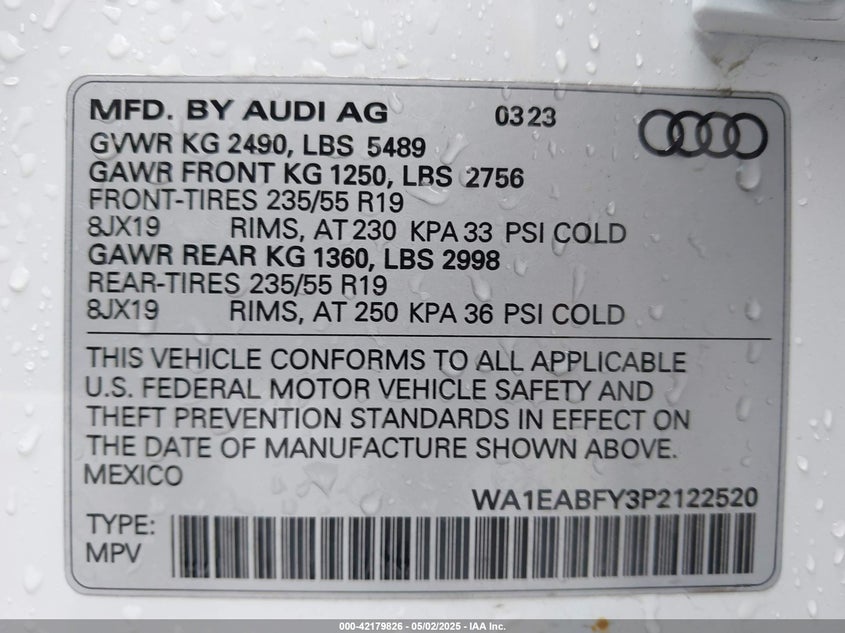 MFD. BY AUDI AG 03 23
GVWR KG 2490, LBS 5489
GAWR FRONT KG 1250, LBS 2756
FRONT-TIRES 235/55 R19
8JX19 RIMS, AT 230 KPA 33 PSI COLD
GAWR REAR KG 1360, LBS 2998
REAR-TIRES 235/55 R19
8JX19 RIMS, AT 250 KPA 36 PSI COLD
THIS VEHICLE CONFORMS TO ALL APPLICABLE
U.S. FEDERAL MOTOR VEHICLE SAFETY AND
THEFT PREVENTION STANDARDS IN EFFECT ON
THE DATE OF MANUFACTURE SHOWN ABOVE.
MEXICO
WA1EABFY3P2122520
TYPE:
MPV
000-42179826 - 05/02/2025 - IAA Inc.